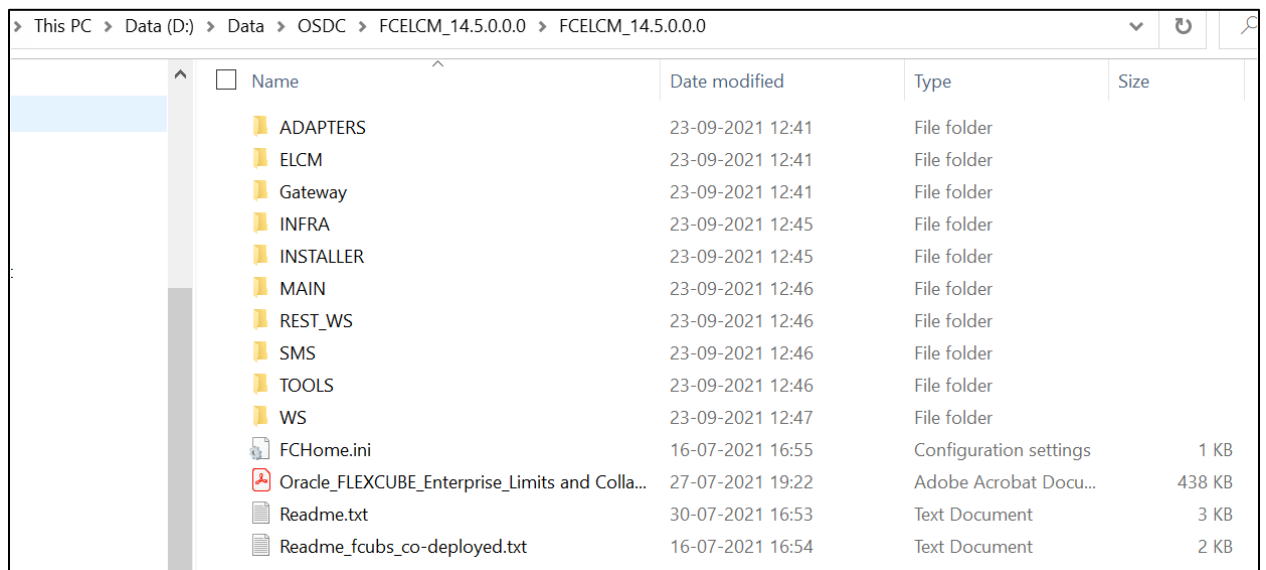 > This PC > Data (D:) > Data > OSDC > FCELCM_14.5.0.0.0 > FCELCM_14.5.0.0.0
Name Date modified Type Size
ADAPTERS 23-09-2021 12:41 File folder
ELCM 23-09-2021 12:41 File folder
Gateway 23-09-2021 12:41 File folder
INFRA 23-09-2021 12:45 File folder
INSTALLER 23-09-2021 12:45 File folder
MAIN 23-09-2021 12:46 File folder
REST_WS 23-09-2021 12:46 File folder
SMS 23-09-2021 12:46 File folder
TOOLS 23-09-2021 12:46 File folder
WS 23-09-2021 12:47 File folder
FCHome.ini 16-07-2021 16:55 Configuration settings 1 KB
Oracle_FLEXCUBE_Enterprise_Limits and Colla... 27-07-2021 19:22 Adobe Acrobat Docu... 438 KB
Readme.txt 30-07-2021 16:53 Text Document 3 KB
Readme_fcubs_co-deployed.txt 16-07-2021 16:54 Text Document 2 KB